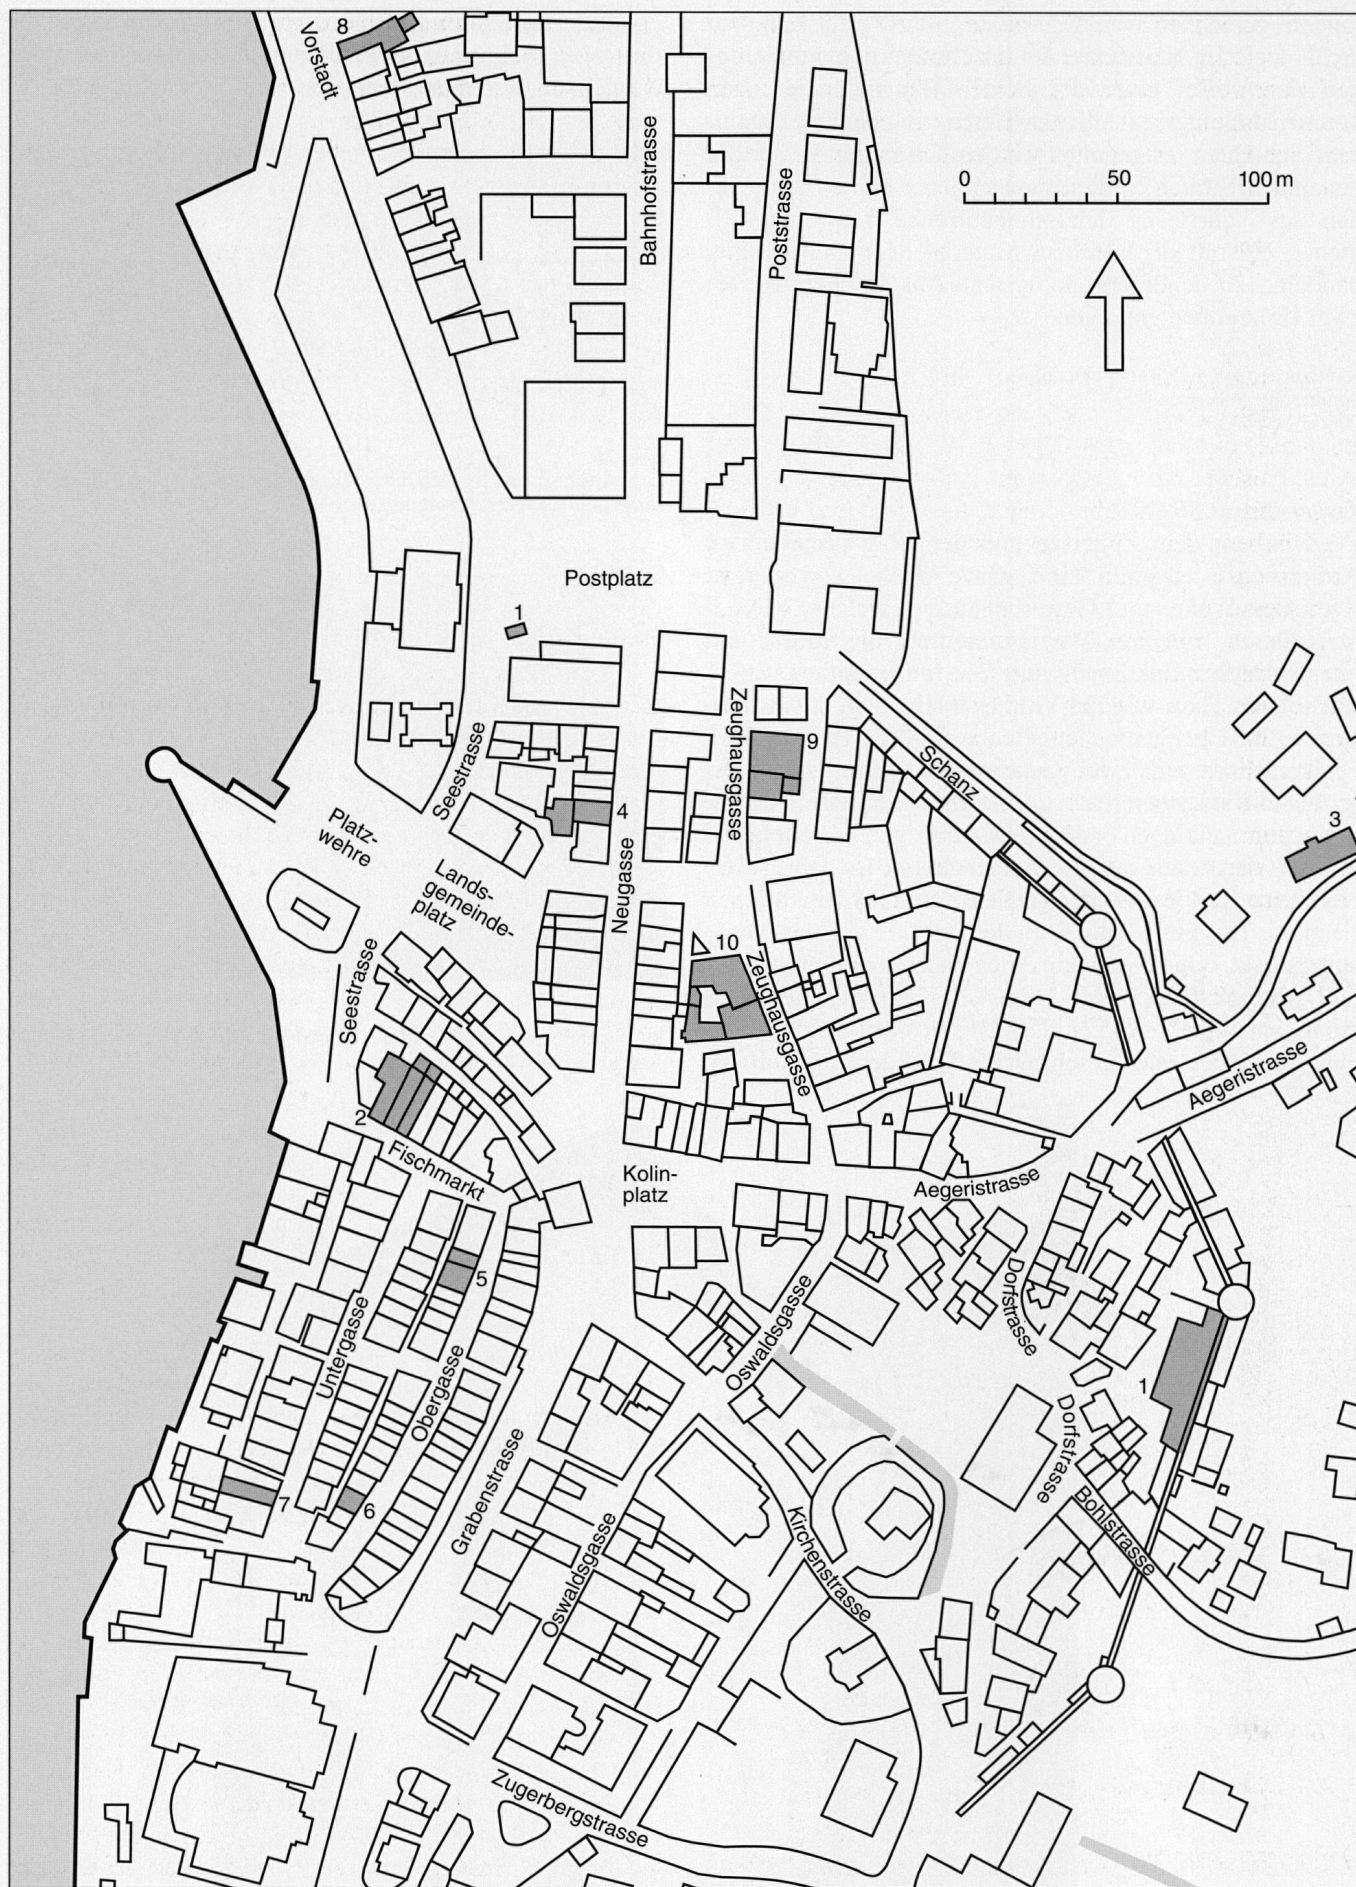 8
Vorstadt
Bahnhofstrasse
Poststrasse
0 50 100 m
Postplatz
1
Seestrasse
Zeughausgasse
9
Schanz
4
3
Platz-
wehre
Lands-
gemeinde-
platz
Neugasse
10
Zeughausgasse
Seestrasse
Aegeristrasse
2
Fischmarkt
Kolin-
platz
Aegeristrasse
5
Untergasse
Obergasse
Oswaldsgasse
Dorfstrasse
1
Dorfstrasse
7
6
Grabenstrasse
Oswaldsgasse
Kirchenstrasse
Bohlstrasse
Zugerbergstrasse